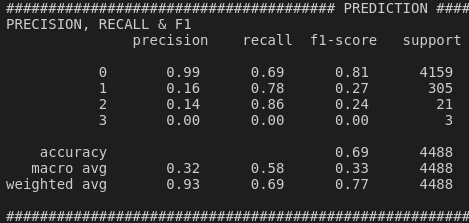 ####################################### PREDICTION ####
PRECISION, RECALL & F1
precision recall f1-score support
0 0.99 0.69 0.81 4159
1 0.16 0.78 0.27 305
2 0.14 0.86 0.24 21
3 0.00 0.00 0.00 3
accuracy 0.69 4488
macro avg 0.32 0.58 0.33 4488
weighted avg 0.93 0.69 0.77 4488
#######################################################